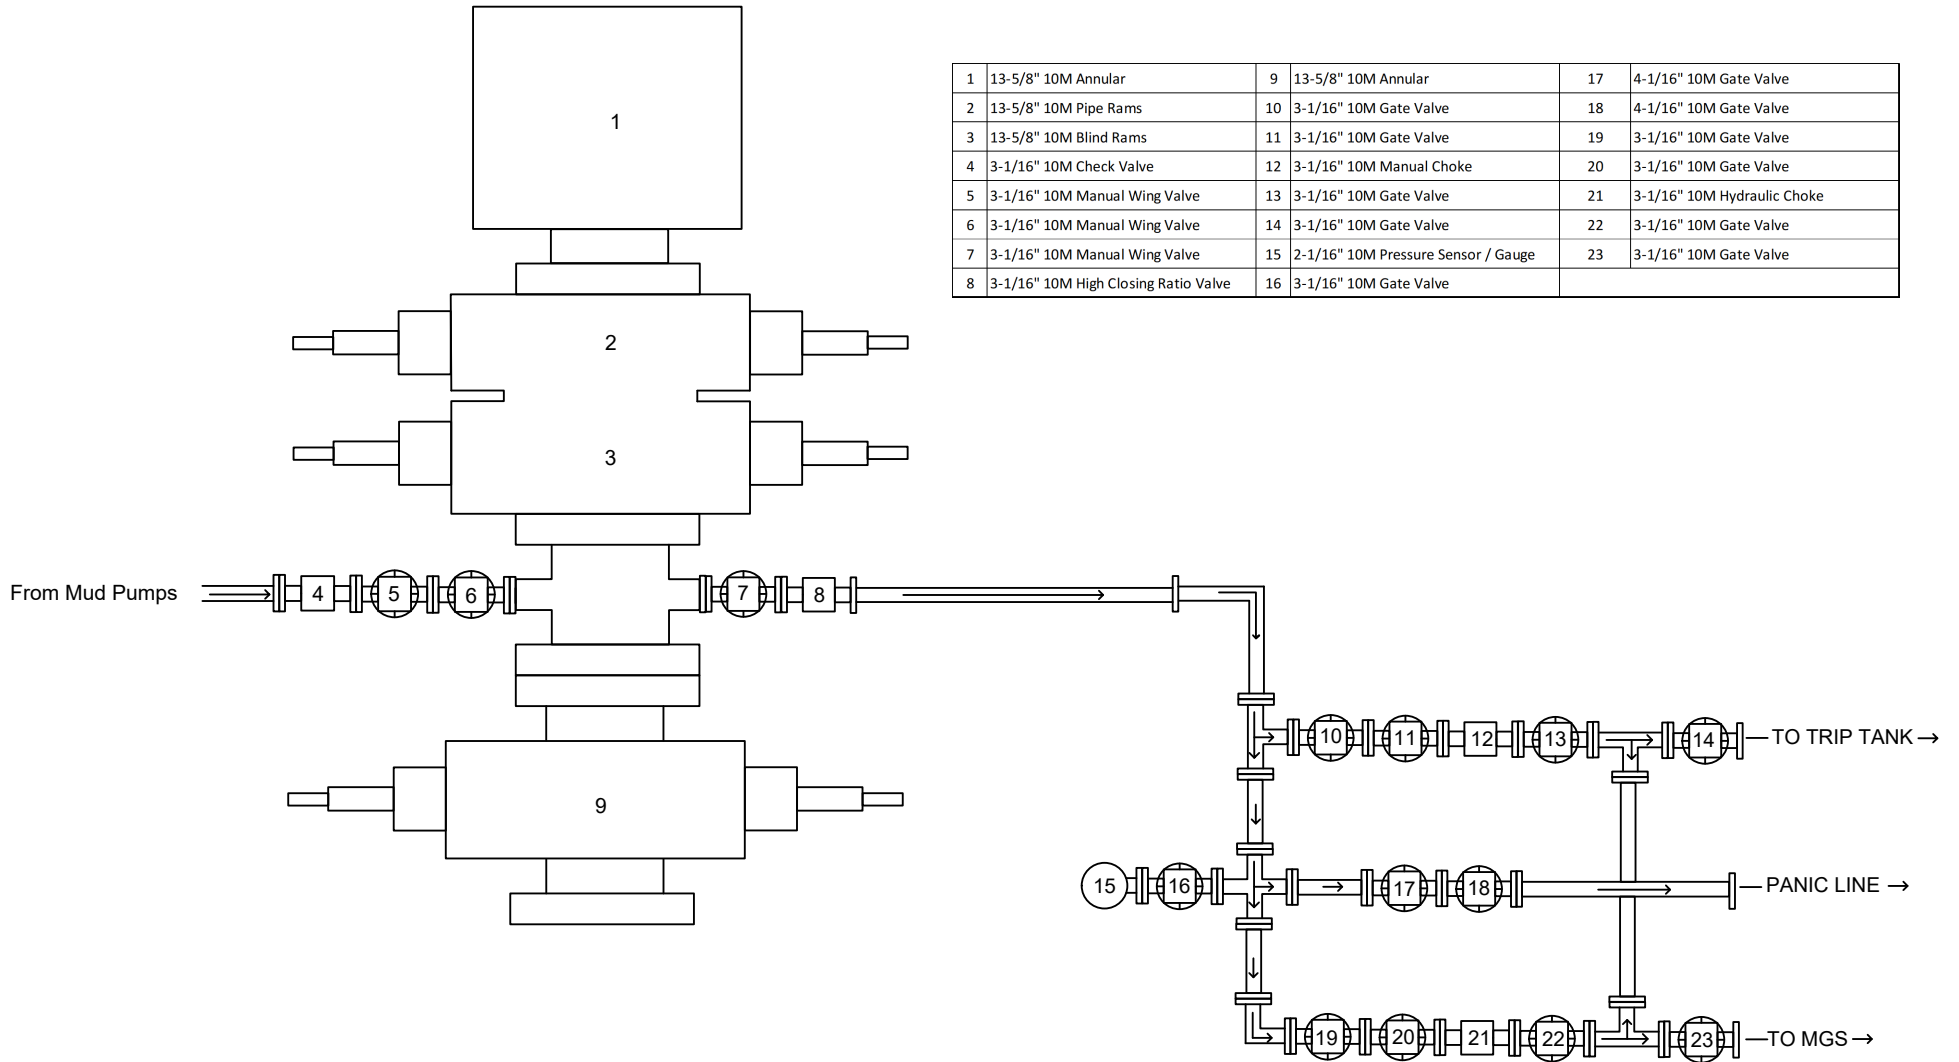 1
1 13-5/8" 10M Annular 9 13-5/8" 10M Annular 17 4-1/16" 10M Gate Valve
2 13-5/8" 10M Pipe Rams 10 3-1/16" 10M Gate Valve 18 4-1/16" 10M Gate Valve
3 13-5/8" 10M Blind Rams 11 3-1/16" 10M Gate Valve 19 3-1/16" 10M Gate Valve
4 3-1/16" 10M Check Valve 12 3-1/16" 10M Manual Choke 20 3-1/16" 10M Gate Valve
5 3-1/16" 10M Manual Wing Valve 13 3-1/16" 10M Gate Valve 21 3-1/16" 10M Hydraulic Choke
6 3-1/16" 10M Manual Wing Valve 14 3-1/16" 10M Gate Valve 22 3-1/16" 10M Gate Valve
7 3-1/16" 10M Manual Wing Valve 15 2-1/16" 10M Pressure Sensor / Gauge 23 3-1/16" 10M Gate Valve
8 3-1/16" 10M High Closing Ratio Valve 16 3-1/16" 10M Gate Valve
2
3
From Mud Pumps 4 5 6 7 8
10 11 12 13 14 TO TRIP TANK
9
15 16 17 18 PANIC LINE
19 20 21 22 23 TO MGS